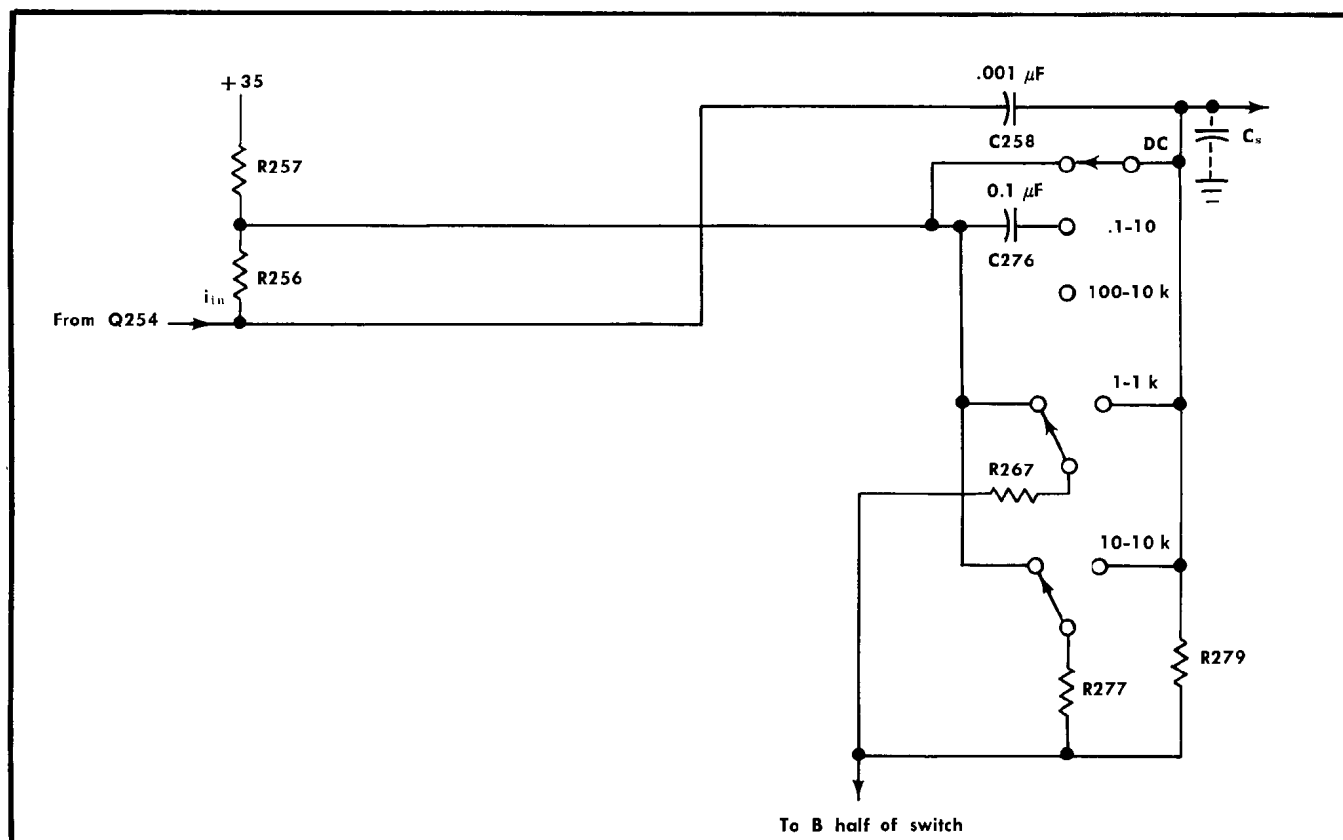 +35
.001 µF
R257
C258
DC
Cs
0.1 µF
.1-10
R256
C276
iin
100-10 k
From Q254
1-1 k
R267
10-10 k
R279
R277
To B half of switch